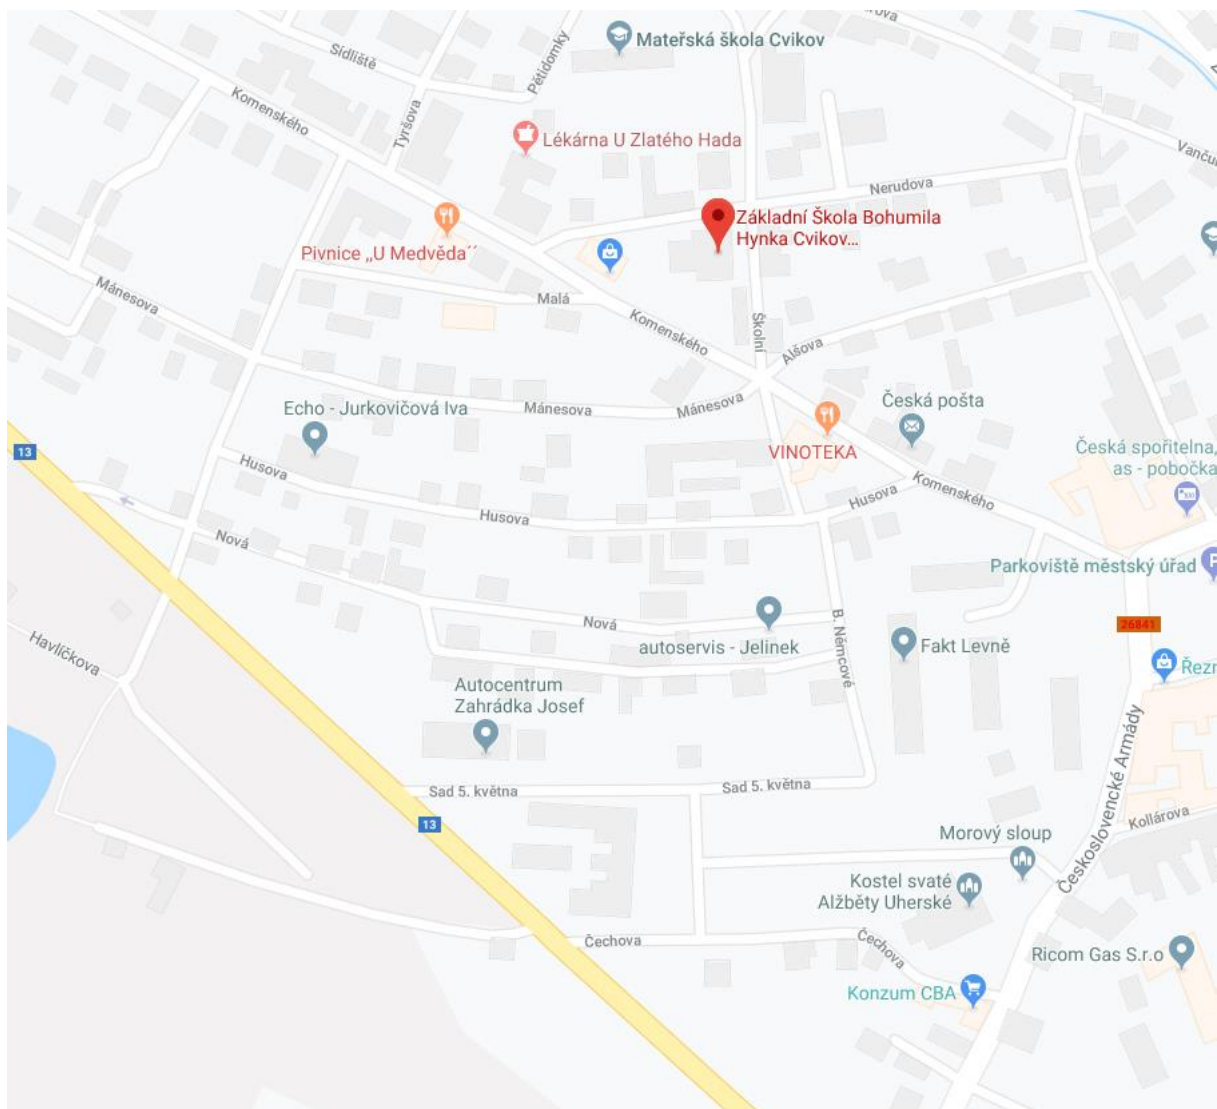 Mateřská škola Cvikov
Sídliště
Pětidomky
Komenského
Tyršova
Lékárna U Zlatého Hada
Nerudova
Základní Škola Bohumila
Hynka Cvikov...
Pivnice „U Medvěda´´
Mánesova
Malá
Komenského
Školní
Alšova
Echo - Jurkovičová Iva
Mánesova
Mánesova
Česká pošta
VINOTEKA
Česká spořitelna,
as - pobočka
13
Husova
Husova
Husova
Komenského
Nová
Parkoviště městský úřad
P
Nová
B. Němcové
26841
autoservis - Jelinek
Fakt Levně
Havlíčkova
Autocentrum
Zahrádka Josef
Sad 5. května
Sad 5. května
Československé Armády
13
Kollárova
Morový sloup
Kostel svaté
Alžběty Uherské
Čechova
Čechova
Ricom Gas S.r.o
Konzum CBA